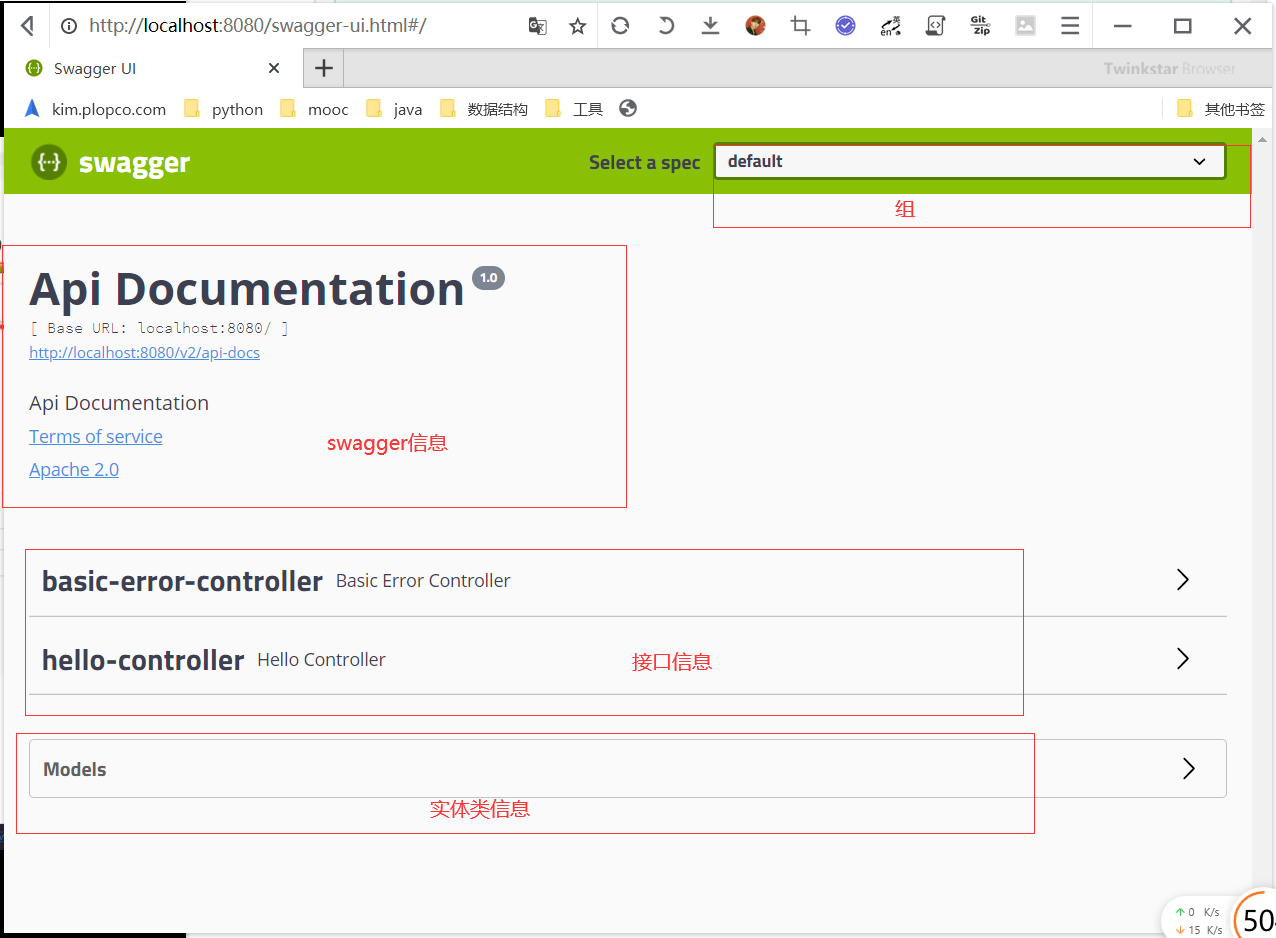 http://localhost:8080/swagger-ui.html#/
英
en
Git
Zip
Swagger UI
Twinkstar Browser
kim.plopco.com
python
mooc
java
数据结构
工具
其他书签
swagger
Select a spec
default
组
Api Documentation 1.0
[ Base URL: localhost:8080/ ]
http://localhost:8080/v2/api-docs
Api Documentation
Terms of service
swagger信息
Apache 2.0
basic-error-controller Basic Error Controller
hello-controller Hello Controller
接口信息
Models
实体类信息
0 K/s
15 K/s